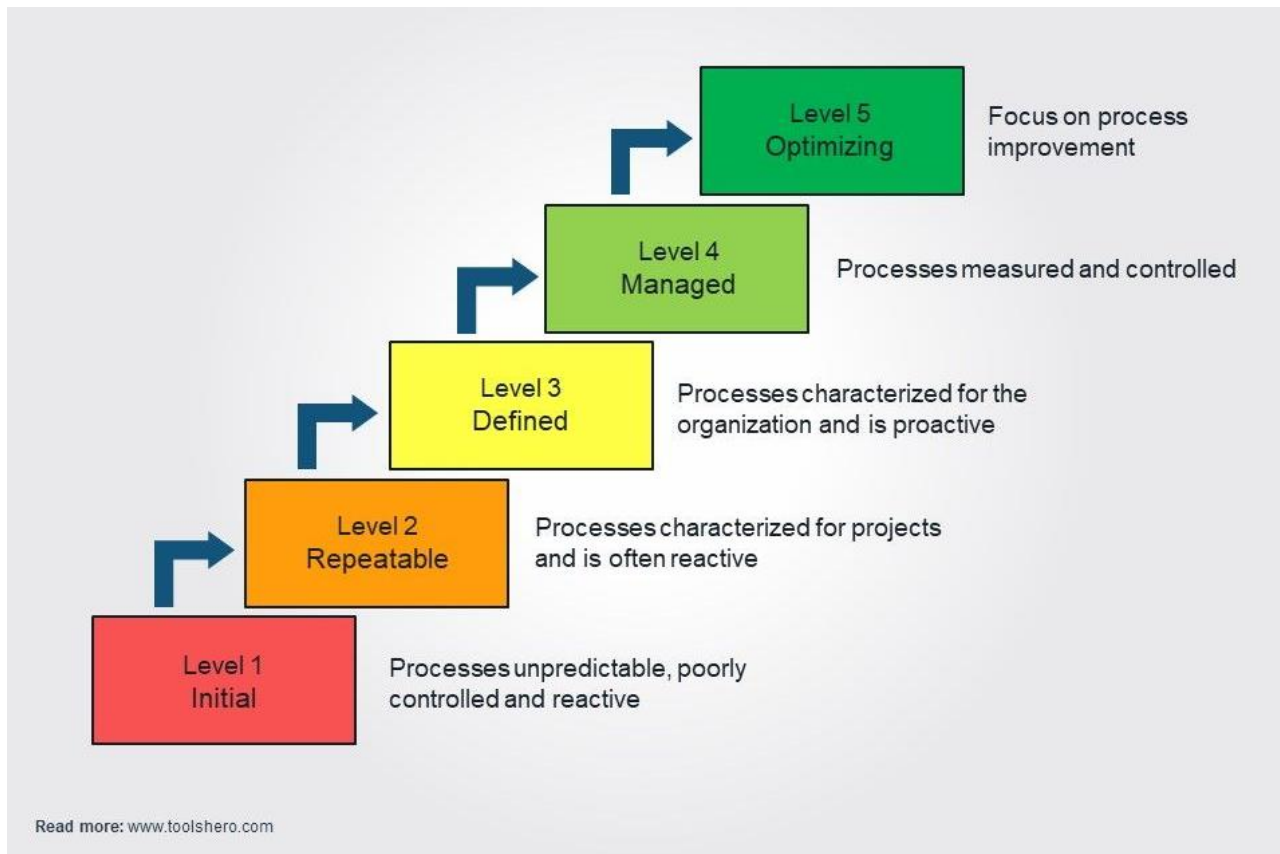 Level 5
Optimizing
Focus on process
improvement
Level 4
Managed
Processes measured and controlled
Level 3
Defined
Processes characterized for the
organization and is proactive
Level 2
Repeatable
Processes characterized for projects
and is often reactive
Level 1
Initial
Processes unpredictable, poorly
controlled and reactive
Read more: www.toolshero.com